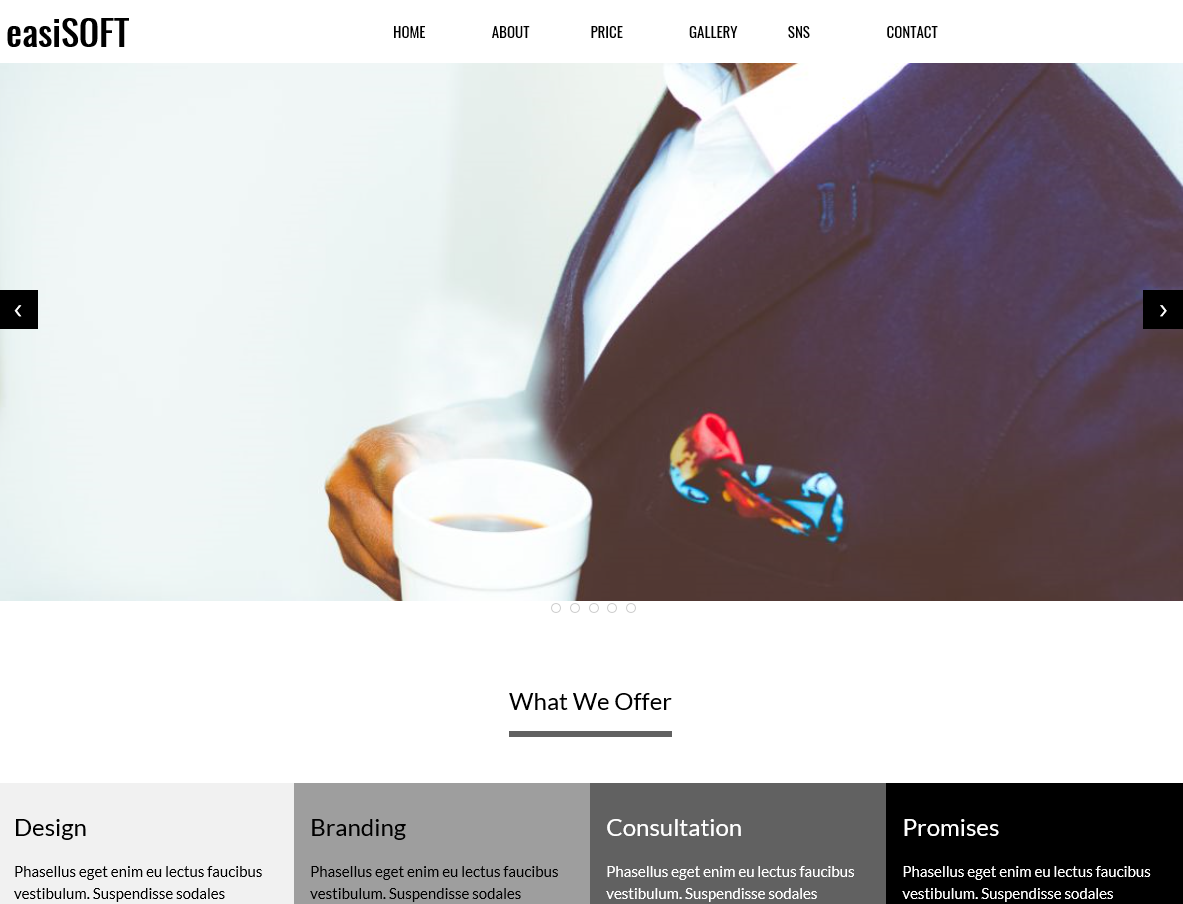 easiSOFT
HOME ABOUT PRICE GALLERY SNS CONTACT
‹ ›
What We Offer
Design
Phasellus eget enim eu lectus faucibus
vestibulum. Suspendisse sodales
Branding
Phasellus eget enim eu lectus faucibus
vestibulum. Suspendisse sodales
Consultation
Phasellus eget enim eu lectus faucibus
vestibulum. Suspendisse sodales
Promises
Phasellus eget enim eu lectus faucibus
vestibulum. Suspendisse sodales